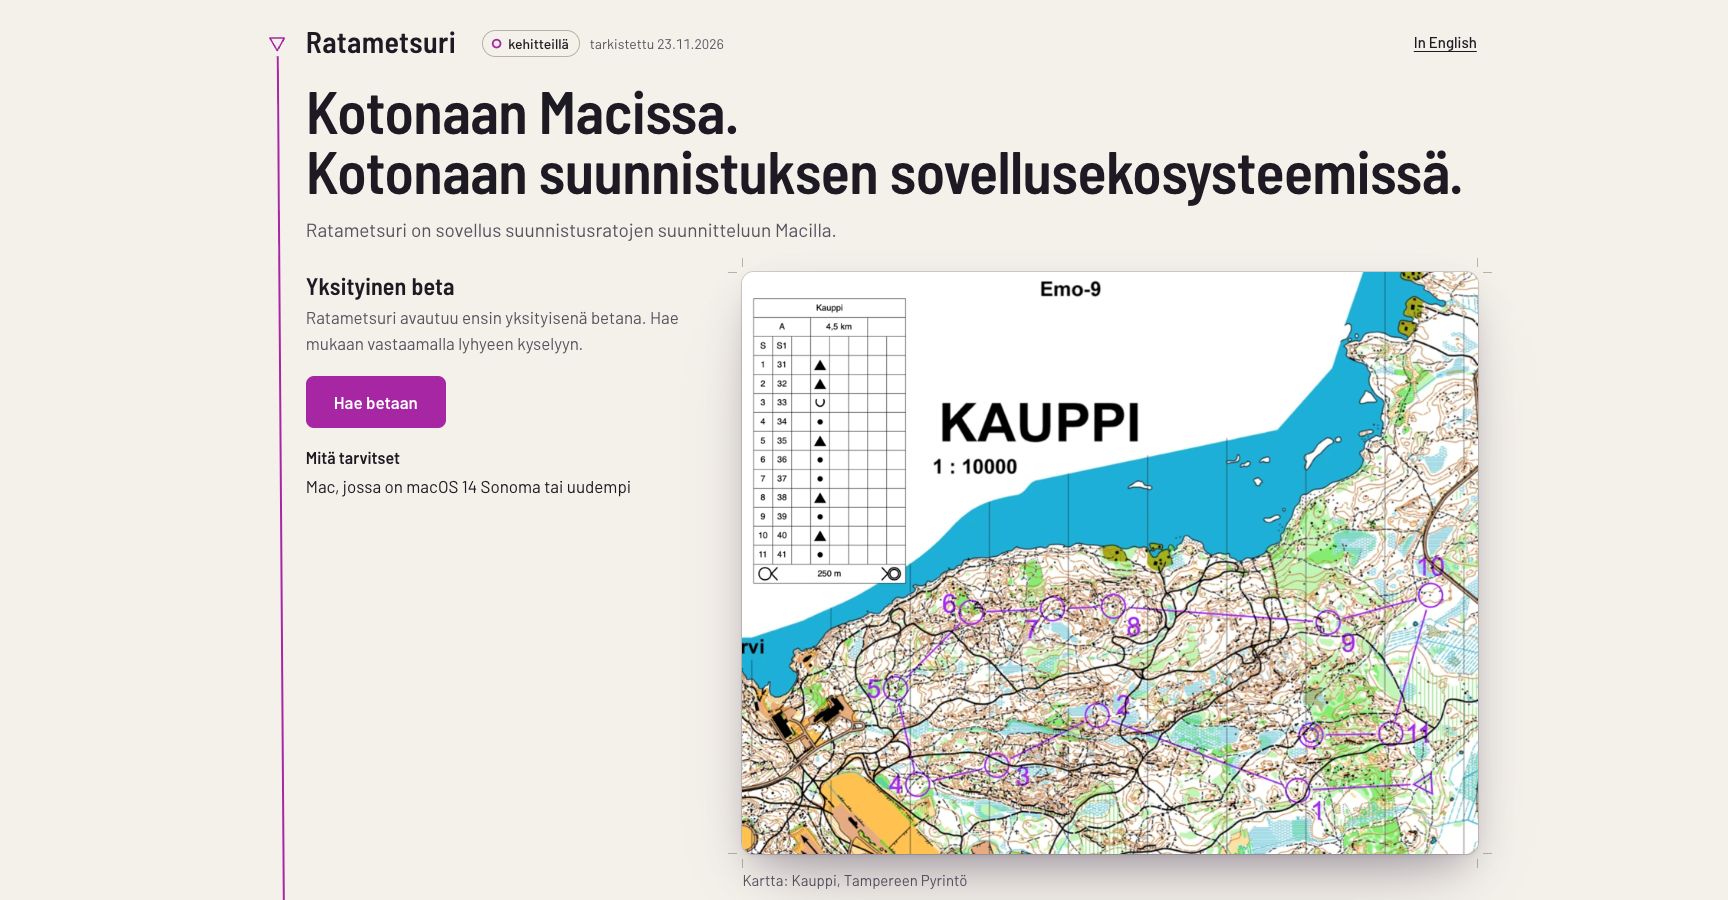 Ratametsuri
kehitteillä
tarkistettu 23.11.2026
In English
Kotonaan Macissa.
Kotonaan suunnistuksen sovellusekosysteemissä.
Ratametsuri on sovellus suunnistusratojen suunnitteluun Macilla.
Yksityinen beta
Ratametsuri avautuu ensin yksityisenä betana. Hae
mukaan vastaamalla lyhyeen kyselyyn.
Hae betaan
Mitä tarvitset
Mac, jossa on macOS 14 Sonoma tai uudempi
Emo-9
Kauppi
A 4,5 km
S S1
1 31
2 32
3 33
4 34
5 35
6 36
7 37
8 38
9 39
10 40
11 41
250 m
KAUPPI
1 : 10000
10
6
7
8
9
rvi
5
2
11
4
3
1
Kartta: Kauppi, Tampereen Pyrintö